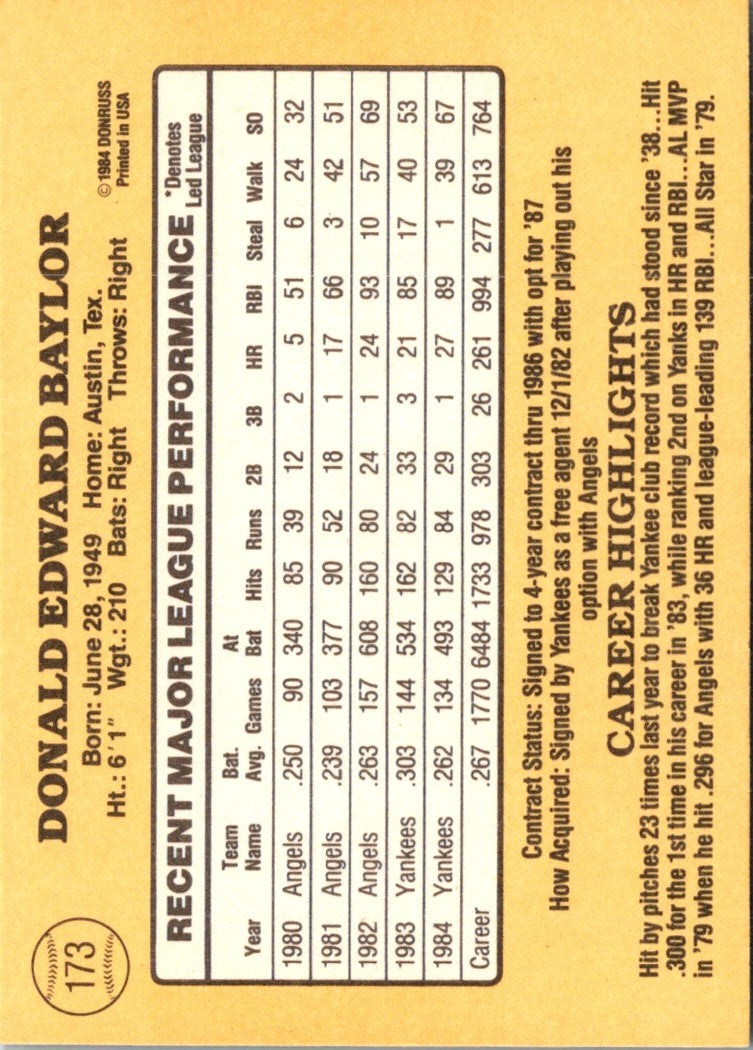 173
DONALD EDWARD BAYLOR
Born: June 28, 1949 Home: Austin, Tex.
Ht.: 6'1" Wgt.: 210 Bats: Right Throws: Right
© 1984 DONRUSS
Printed in USA
RECENT MAJOR LEAGUE PERFORMANCE
*Denotes
Led League
Year Team Name Bat. Avg. Games At Bat Hits Runs 2B 3B HR RBI Steal Walk SO
1980 Angels .250 90 340 85 39 12 2 5 51 6 24 32
1981 Angels .239 103 377 90 52 18 1 17 66 3 42 51
1982 Angels .263 157 608 160 80 24 1 24 93 10 57 69
1983 Yankees .303 144 534 162 82 33 3 21 85 17 40 53
1984 Yankees .262 134 493 129 84 29 1 27 89 1 39 67
Career .267 1770 6484 1733 978 303 26 261 994 277 613 764
Contract Status: Signed to 4-year contract thru 1986 with opt for '87
How Acquired: Signed by Yankees as a free agent 12/1/82 after playing out his
option with Angels
CAREER HIGHLIGHTS
Hit by pitches 23 times last year to break Yankee club record which had stood since '38...Hit
.300 for the 1st time in his career in '83, while ranking 2nd on Yanks in HR and RBI...AL MVP
in '79 when he hit .296 for Angels with 36 HR and league-leading 139 RBI...All Star in '79.